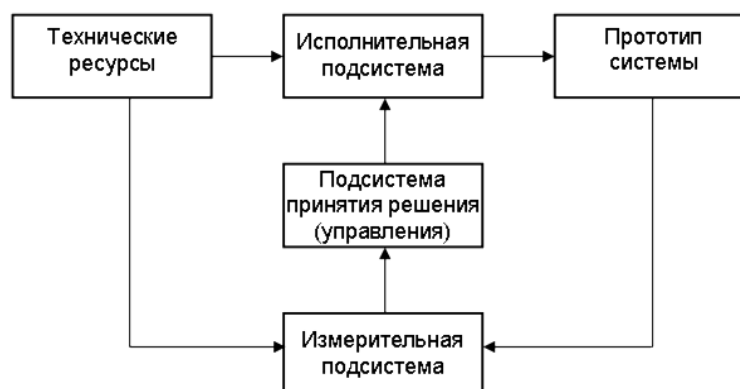 Технические
ресурсы
Исполнительная
подсистема
Прототип
системы
Подсистема
принятия решения
(управления)
Измерительная
подсистема